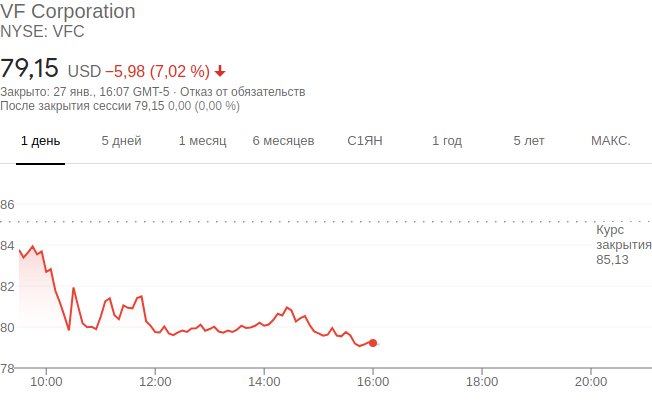 VF Corporation
NYSE: VFC
79,15 USD −5,98 (7,02 %)
Закрыто: 27 янв., 16:07 GMT-5 · Отказ от обязательств
После закрытия сессии 79,15 0,00 (0,00 %)
1 день 5 дней 1 месяц 6 месяцев С1ЯН 1 год 5 лет МАКС.
86
Курс
закрытия
85,13
84
82
80
78
10:00 12:00 14:00 16:00 18:00 20:00